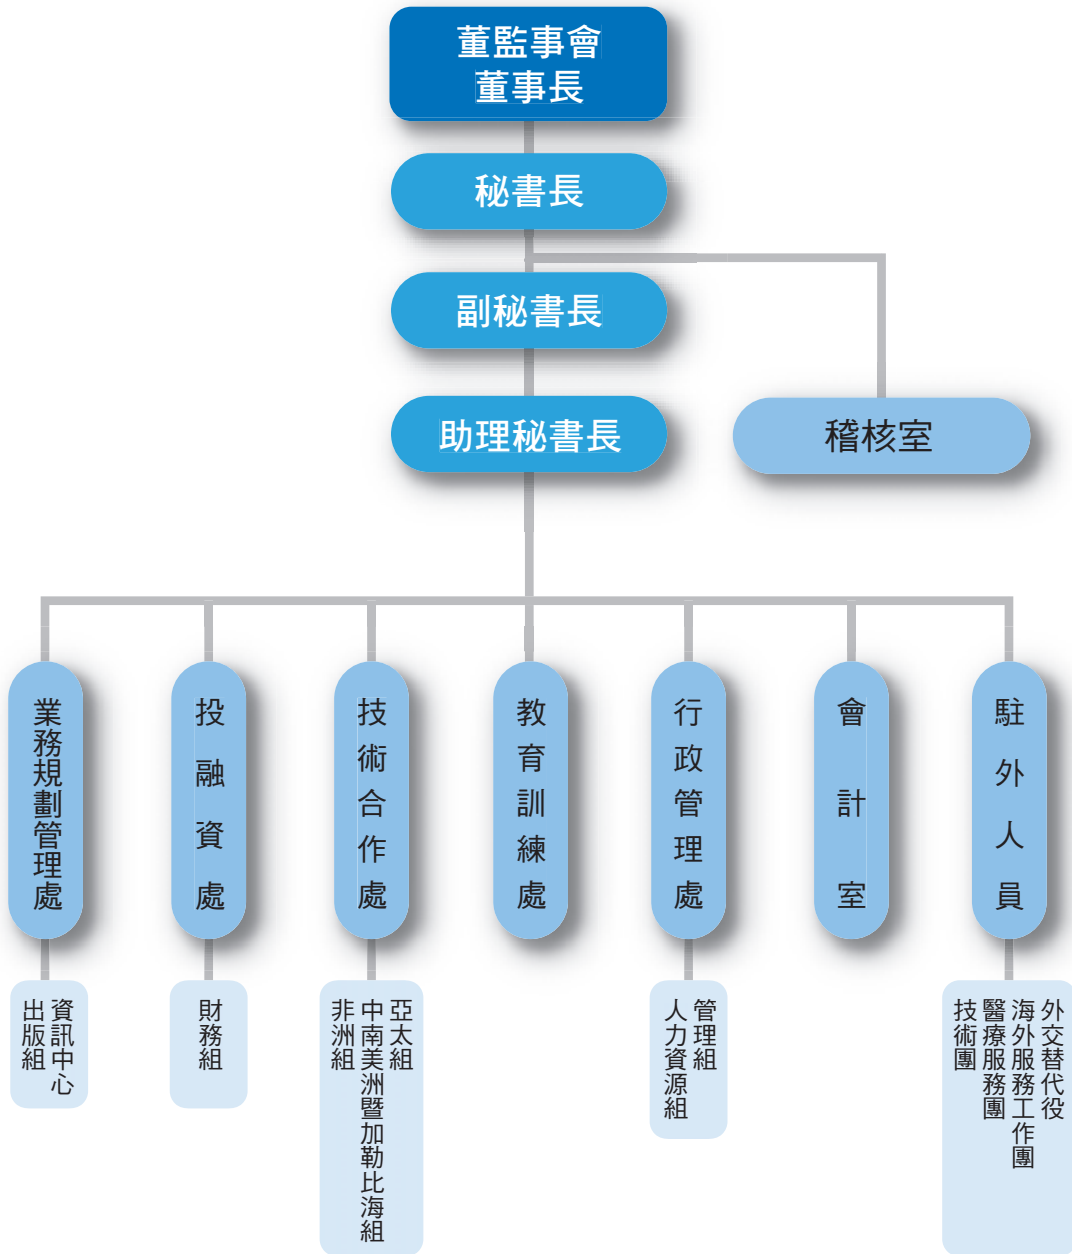 董監事會
董事長
秘書長
副秘書長
助理秘書長
稽核室
業務規劃管理處
投融資處
技術合作處
教育訓練處
行政管理處
會計室
駐外人員
資訊中心
出版組
財務組
亞太組
中南美洲暨加勒比海組
非洲組
管理組
人力資源組
外交替代役
海外服務工作團
醫療服務團
技術團